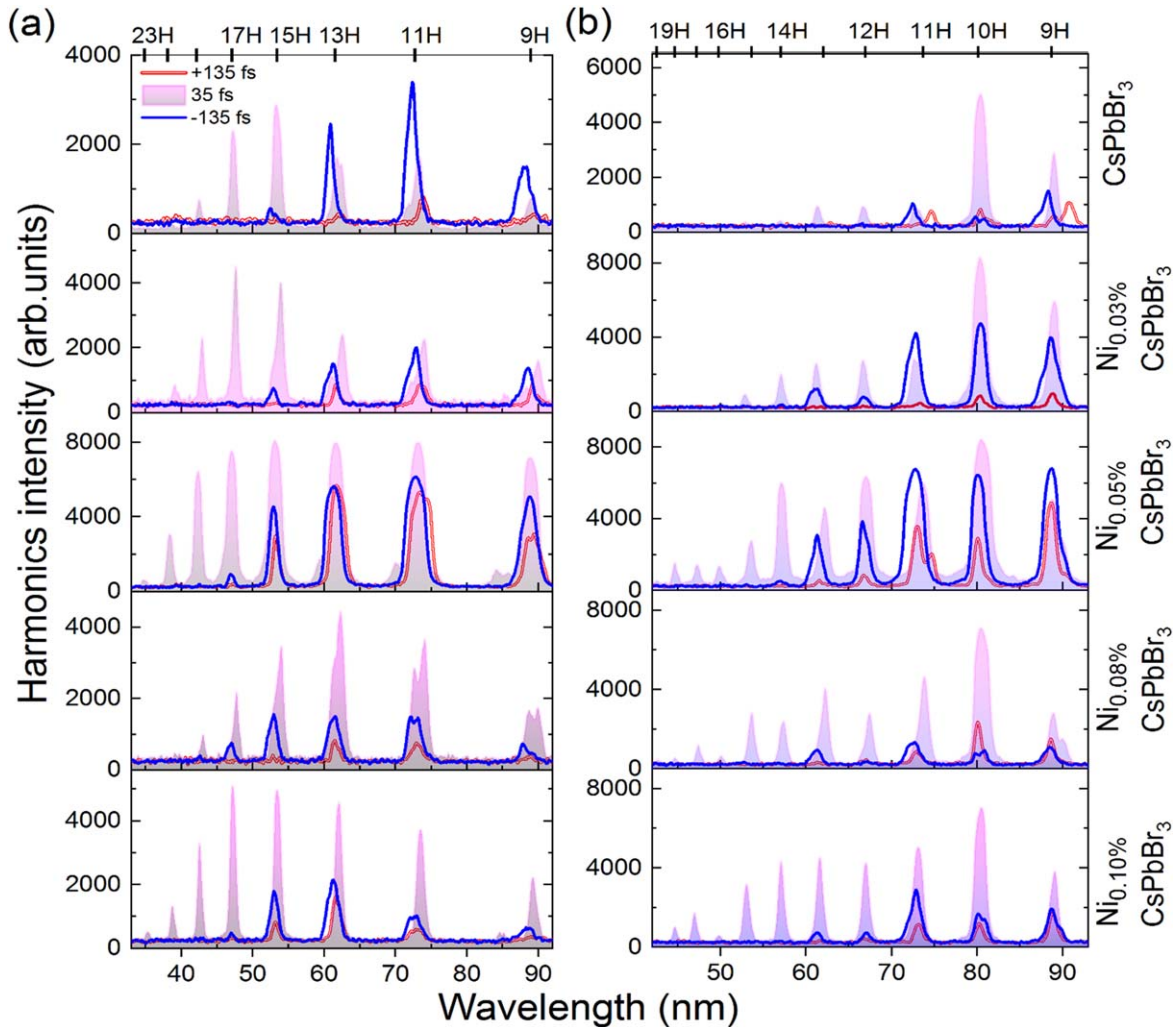 (a)
23H 17H 15H 13H 11H 9H
+135 fs
35 fs
-135 fs
4000
2000
0
4000
2000
0
8000
6000
4000
2000
0
4000
2000
0
4000
2000
0
40 50 60 70 80 90
(b)
19H 16H 14H 12H 11H 10H 9H
6000
4000
2000
0
8000
4000
0
8000
6000
4000
2000
0
8000
4000
0
8000
4000
0
50 60 70 80 90
CsPbBr3
Ni0.03%
CsPbBr3
Ni0.05%
CsPbBr3
Ni0.08%
CsPbBr3
Ni0.10%
CsPbBr3
Harmonics intensity (arb.units)
Wavelength (nm)